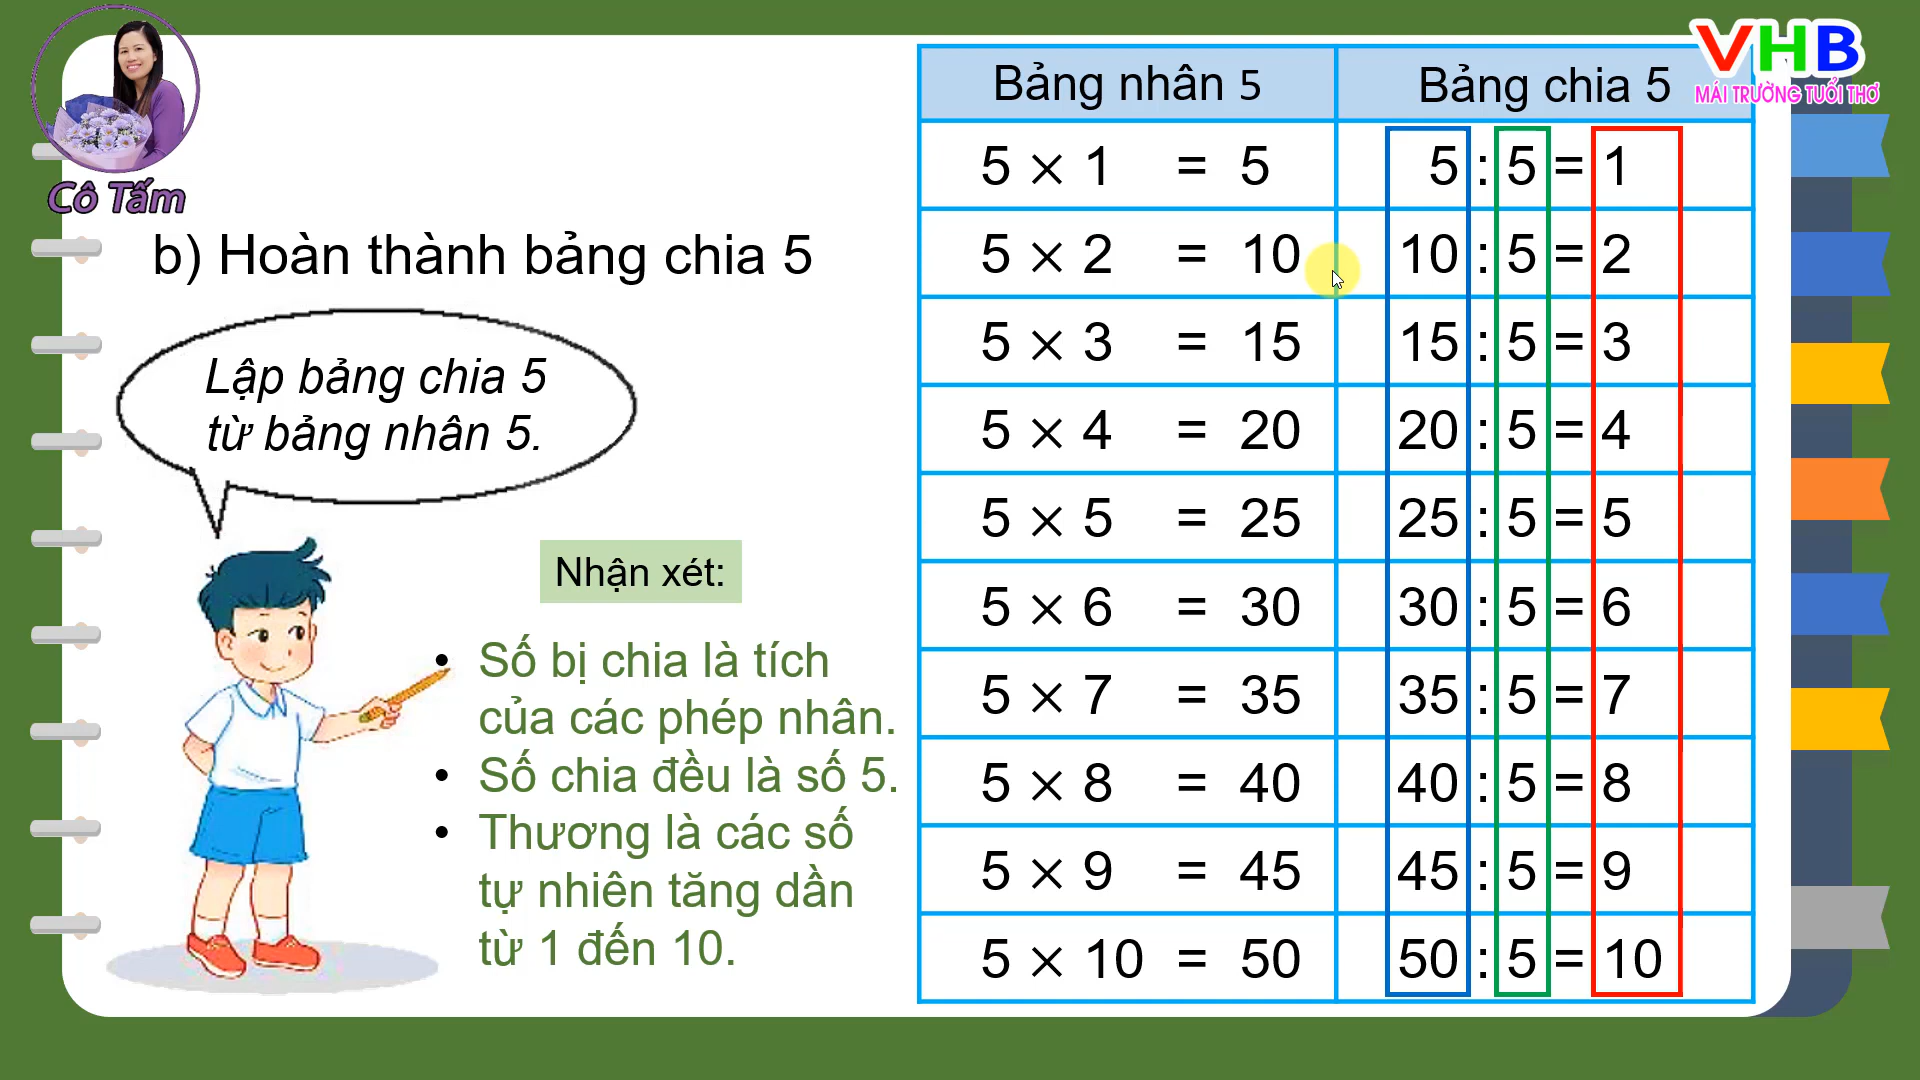 Cô Tấm
VHB
MÁI TRƯỜNG TUỔI THƠ
b) Hoàn thành bảng chia 5
Lập bảng chia 5
từ bảng nhân 5.
Nhận xét:
• Số bị chia là tích
của các phép nhân.
• Số chia đều là số 5.
• Thương là các số
tự nhiên tăng dần
từ 1 đến 10.
Bảng nhân 5 Bảng chia 5
5 × 1 = 5 5 : 5 = 1
5 × 2 = 10 10 : 5 = 2
5 × 3 = 15 15 : 5 = 3
5 × 4 = 20 20 : 5 = 4
5 × 5 = 25 25 : 5 = 5
5 × 6 = 30 30 : 5 = 6
5 × 7 = 35 35 : 5 = 7
5 × 8 = 40 40 : 5 = 8
5 × 9 = 45 45 : 5 = 9
5 × 10 = 50 50 : 5 = 10